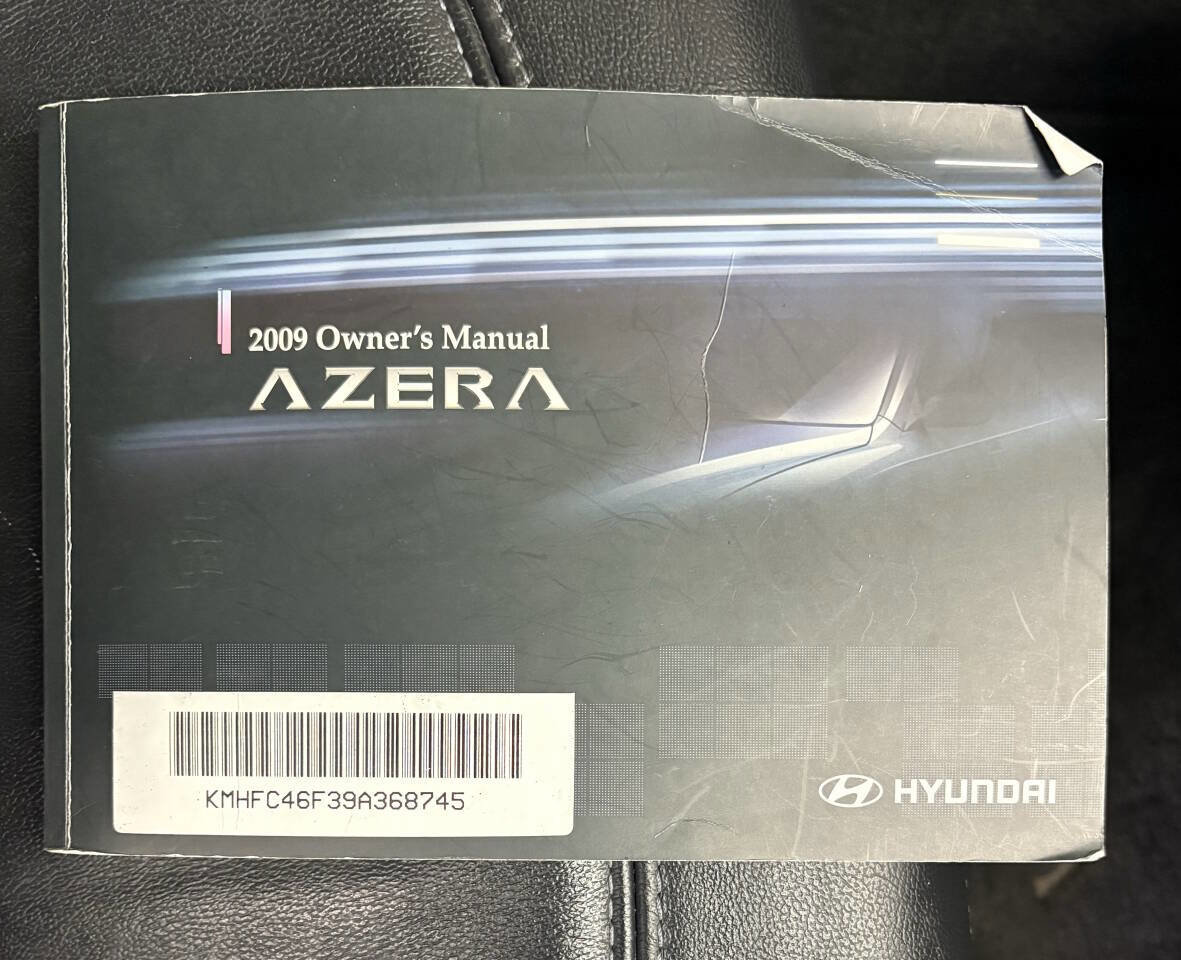 2009 Owner's Manual
AZERA
KMHFC46F39A368745
HYUNDAI